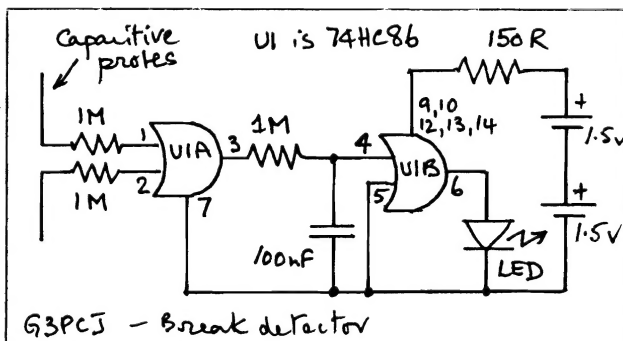 Capacitive
probes
U1 is 74HC86
150R
9,10
12,13,14
+
1.5v
+
1.5v
1M
1
U1A
3
1M
4
U1B
6
2
1M
7
5
100nF
LED
G3PCJ - Break detector